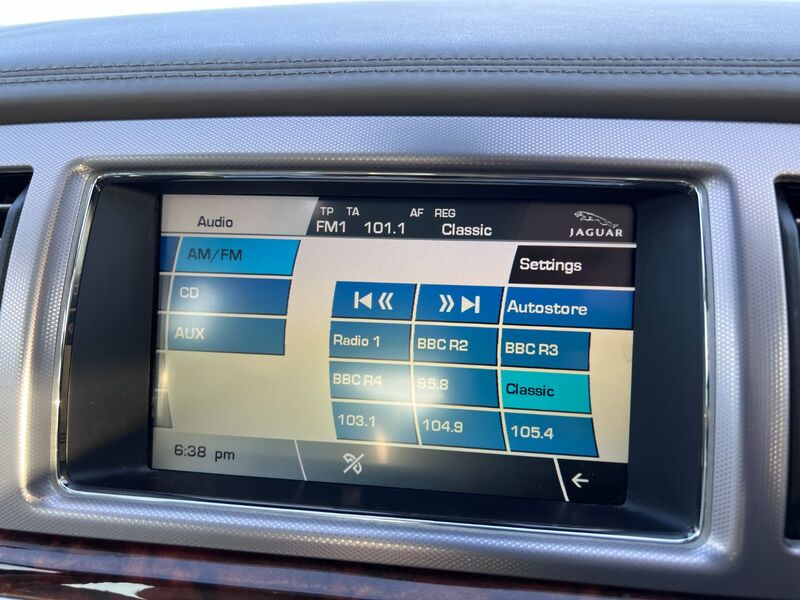 Audio
TP TA AF REG
FM1 101.1 Classic
JAGUAR
AM/FM
Settings
CD
Autostore
AUX
Radio 1 BBC R2 BBC R3
BBC R4 95.8 Classic
103.1 104.9 105.4
6:38 pm